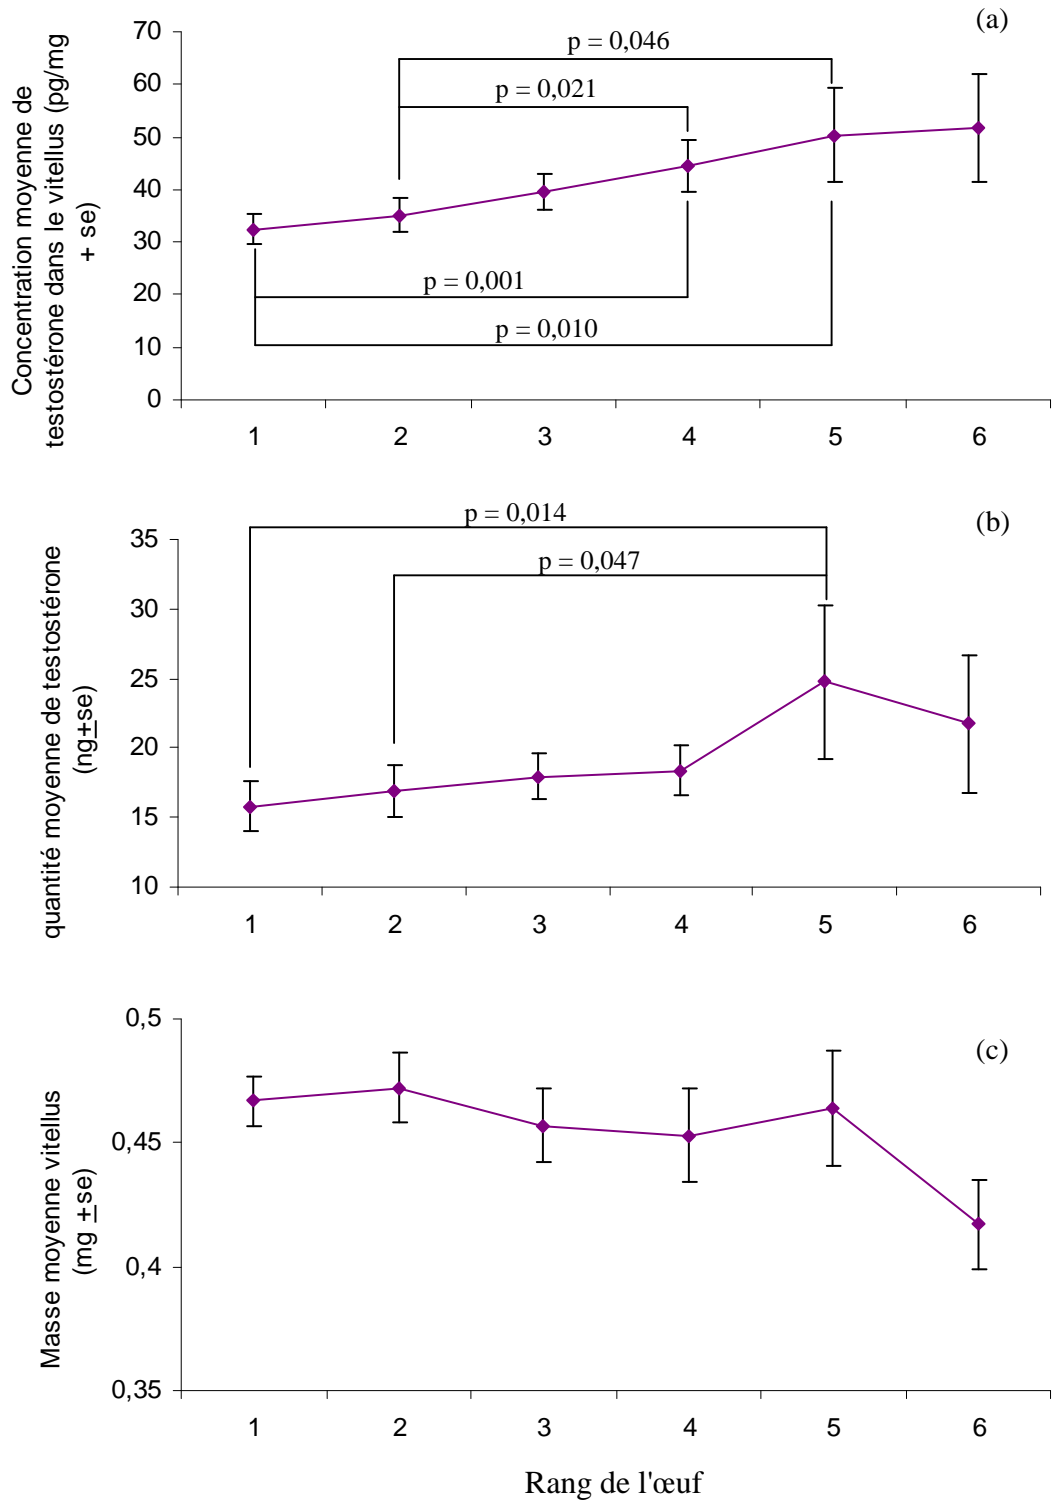 (a)
Concentration moyenne de
testostérone dans le vitellus (pg/mg
+ se)
70
60
50
40
30
20
10
0
p = 0,046
p = 0,021
p = 0,001
p = 0,010
1 2 3 4 5 6
(b)
quantité moyenne de testostérone
(ng±se)
35
30
25
20
15
10
p = 0,014
p = 0,047
1 2 3 4 5 6
(c)
Masse moyenne vitellus
(mg ±se)
0,5
0,45
0,4
0,35
1 2 3 4 5 6
Rang de l'œuf